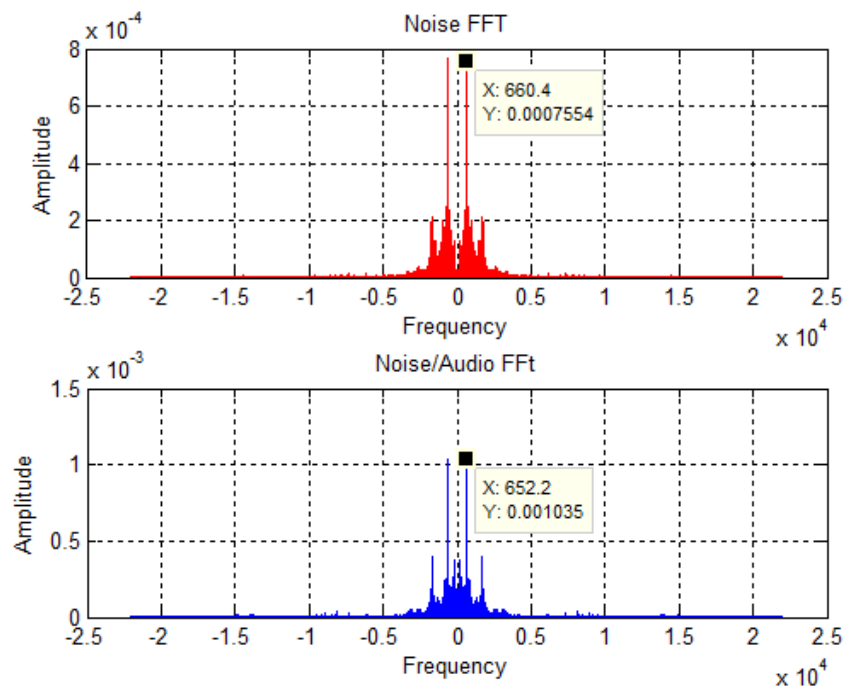 Noise FFT
x 10-4
8
6
4
2
0
Amplitude
X: 660.4
Y: 0.0007554
-2.5 -2 -1.5 -1 -0.5 0 0.5 1 1.5 2 2.5
Frequency
x 10 4
Noise/Audio FFt
x 10-3
1.5
1
0.5
0
Amplitude
X: 652.2
Y: 0.001035
-2.5 -2 -1.5 -1 -0.5 0 0.5 1 1.5 2 2.5
Frequency
x 10 4